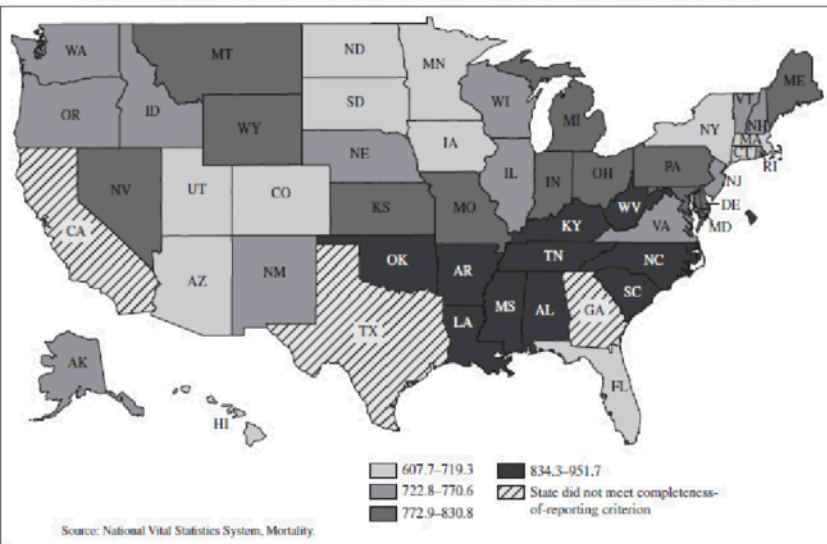 WA
MT
ND
MN
ME
OR
ID
SD
WI
VT
NH
WY
MI
NY
MA
CT
RI
IA
NE
PA
NJ
NV
UT
CO
IL
IN
OH
DE
MD
CA
KS
MO
WV
VA
KY
AZ
NM
OK
AR
TN
NC
SC
TX
LA
MS
AL
GA
AK
FL
HI
607.7–719.3
722.8–770.6
772.9–830.8
834.3–951.7
State did not meet completeness-
of-reporting criterion
Source: National Vital Statistics System, Mortality.